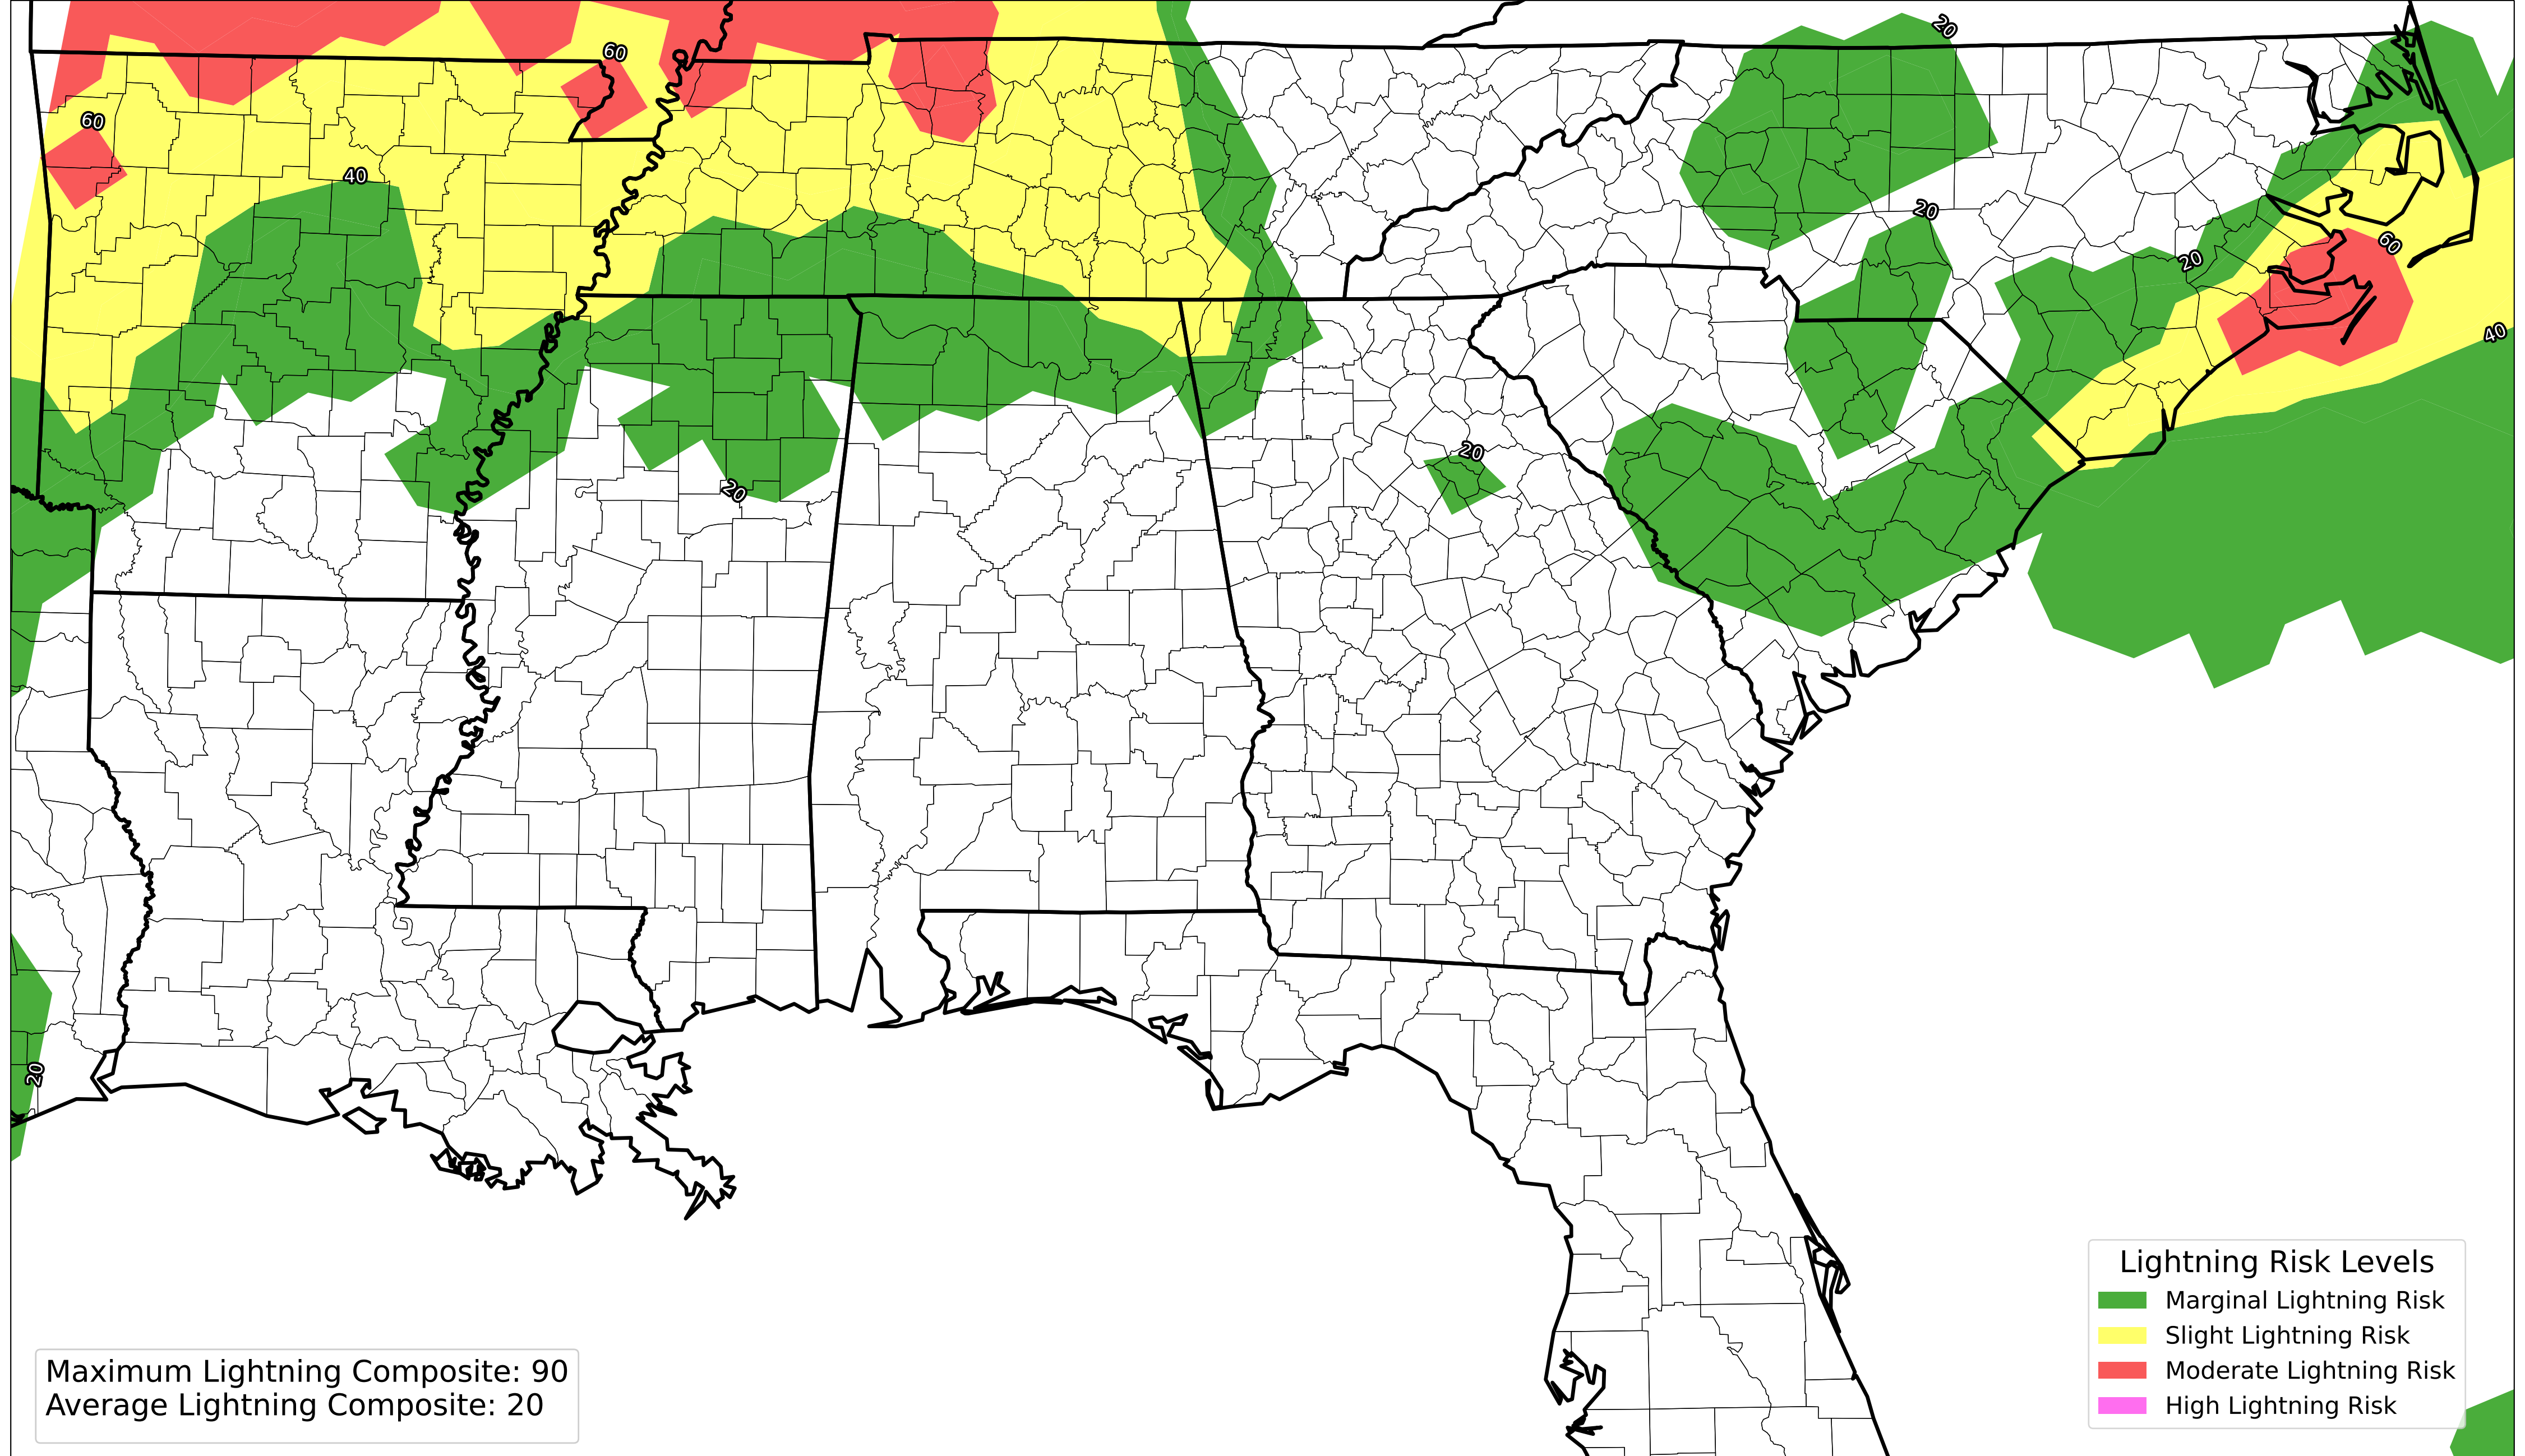 20
60
60
40
20
60
20
40
20
20
20
Lightning Risk Levels
Marginal Lightning Risk
Slight Lightning Risk
Moderate Lightning Risk
High Lightning Risk
Maximum Lightning Composite: 90
Average Lightning Composite: 20